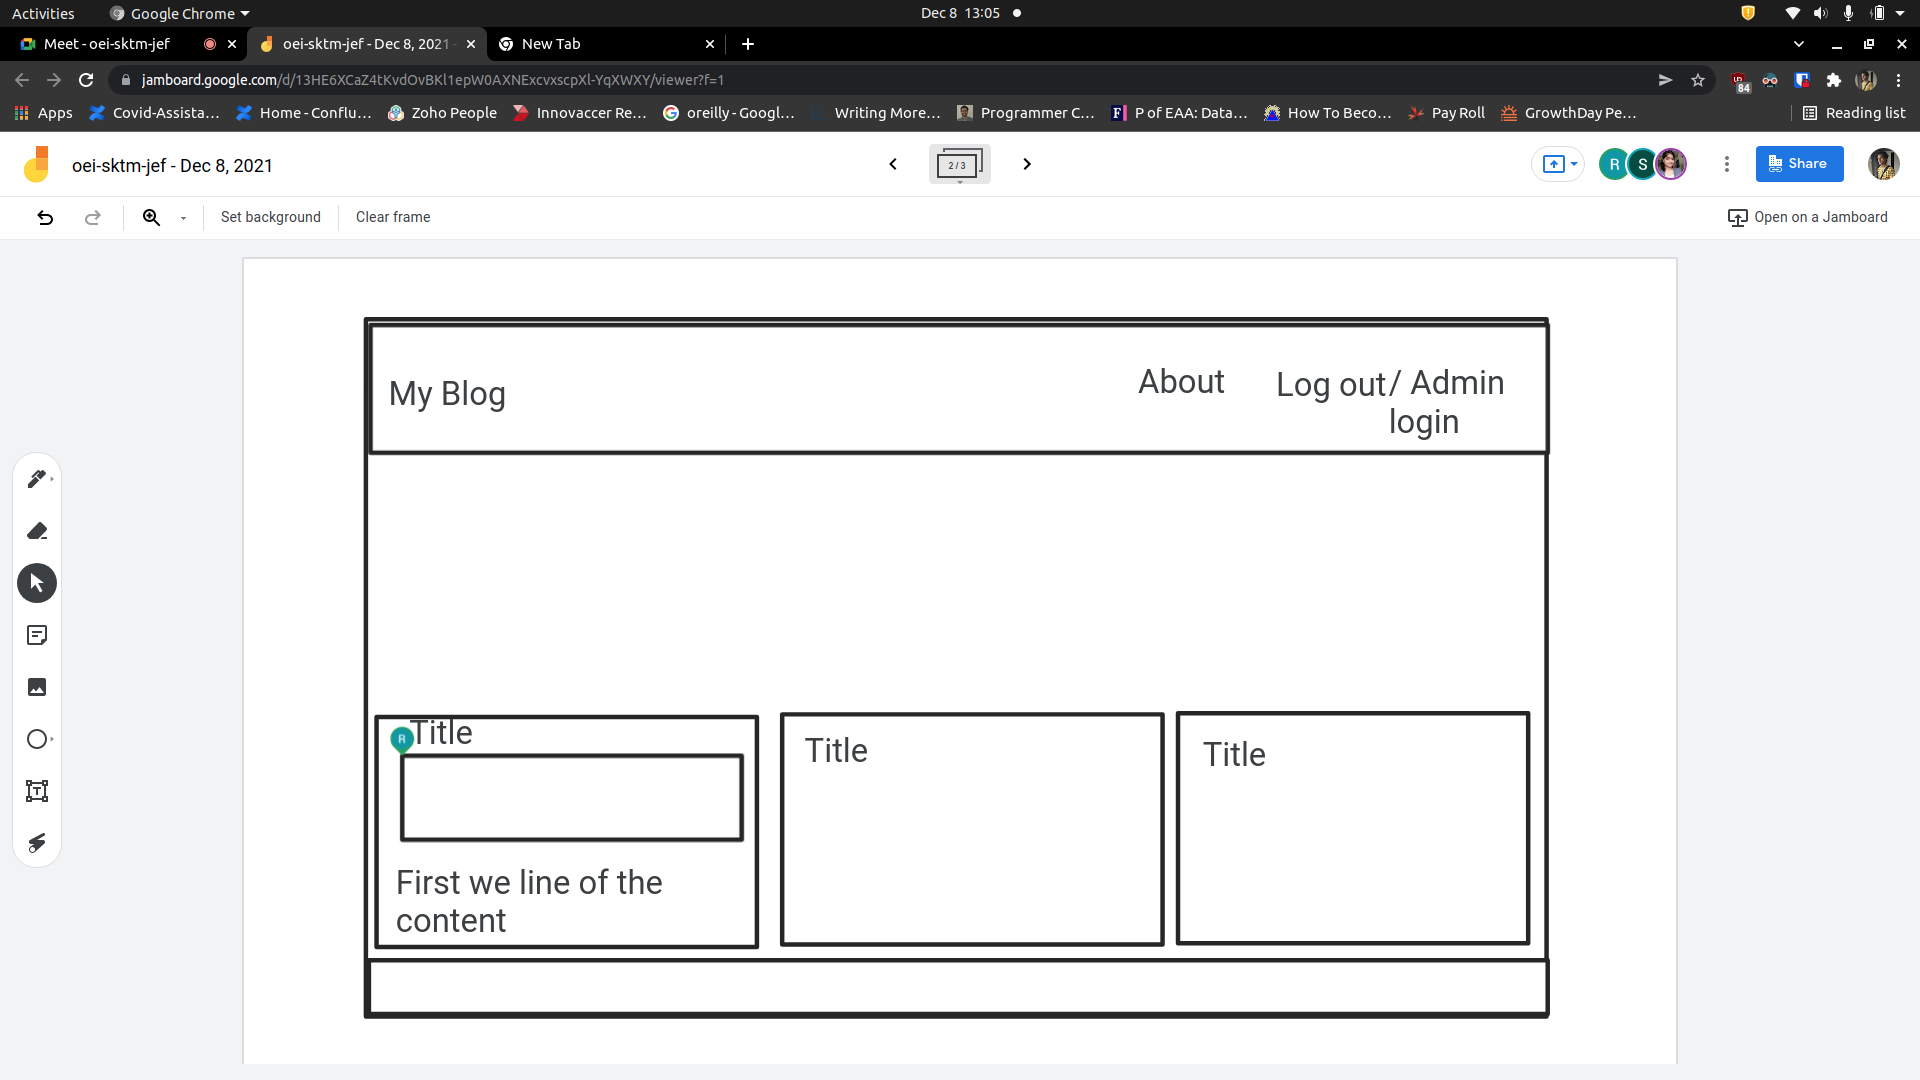 Activities Google Chrome Dec 8 13:05
Meet - oei-sktm-jef oei-sktm-jef - Dec 8, 2021 - New Tab
jamboard.google.com/d/13HE6XCaZ4tKvdOvBKl1epW0AXNExcvxscpXl-YqXWXY/viewer?f=1 84
Apps Covid-Assista… Home - Conflu… Zoho People Innovaccer Re… oreilly - Googl… Writing More… Programmer C… P of EAA: Data… How To Beco… Pay Roll GrowthDay Pe… Reading list
oei-sktm-jef - Dec 8, 2021 2 / 3 R S Share
Set background Clear frame Open on a Jamboard
My Blog About Log out / Admin
login
R Title Title Title
First we line of the
content